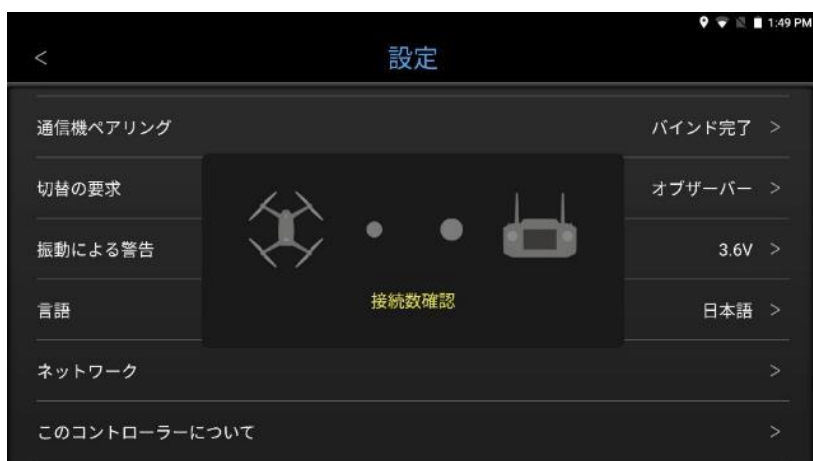 1:49 PM
<
設定
通信機ペアリング バインド完了 >
切替の要求 オブザーバー >
振動による警告 3.6V >
接続数確認
言語 日本語 >
ネットワーク >
このコントローラーについて >